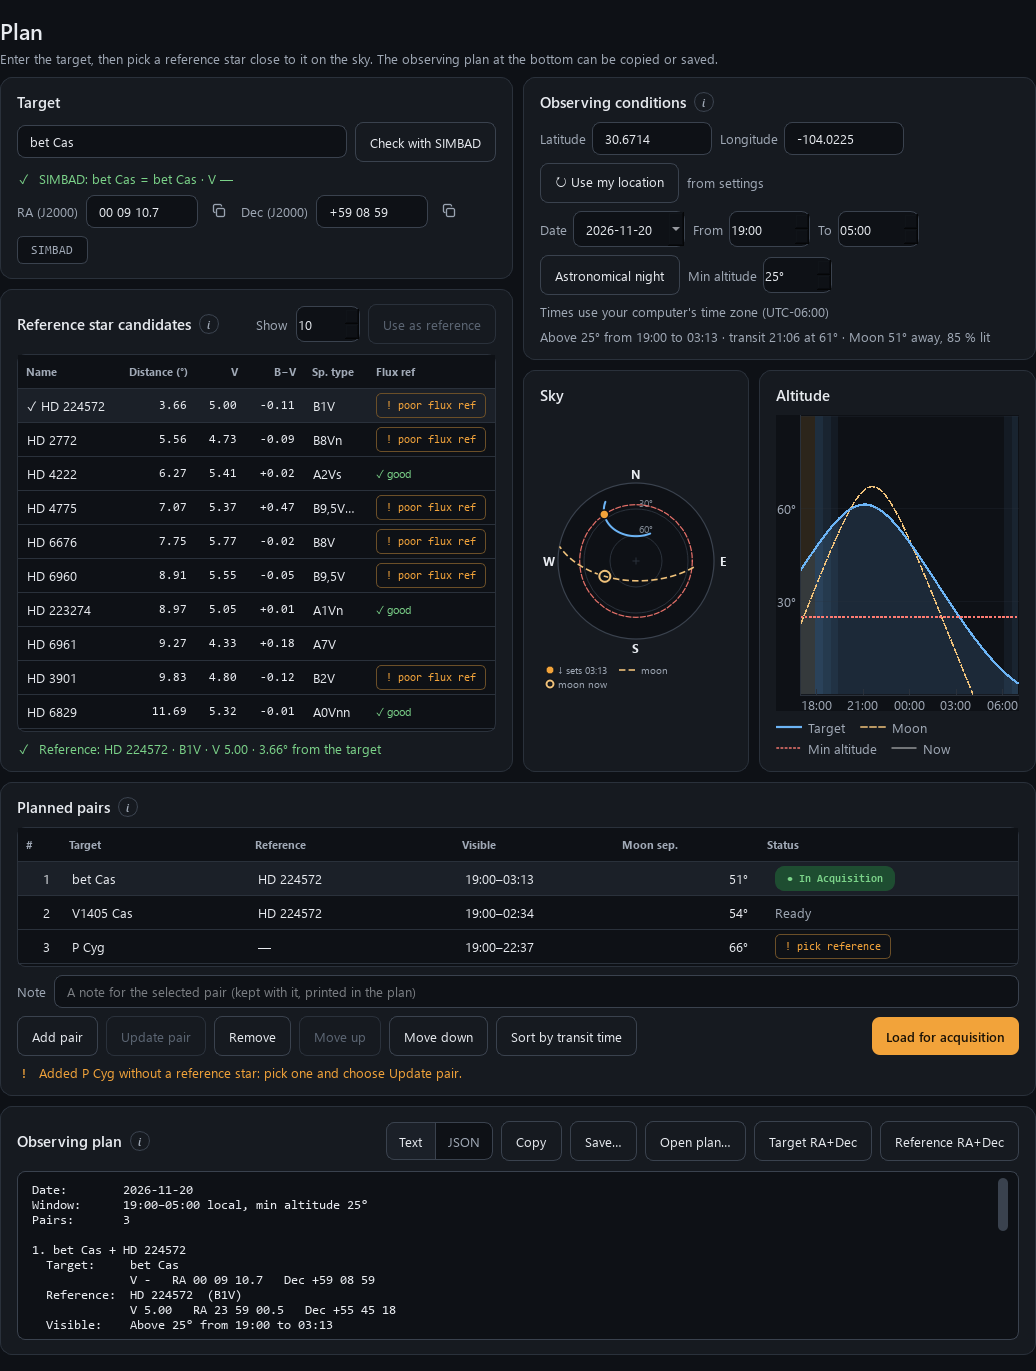 Plan
Enter the target, then pick a reference star close to it on the sky. The observing plan at the bottom can be copied or saved.
Target
bet Cas
Check with SIMBAD
✓ SIMBAD: bet Cas = bet Cas · V —
RA (J2000) 00 09 10.7 Dec (J2000) +59 08 59
SIMBAD
Observing conditions i
Latitude 30.6714 Longitude -104.0225
↻ Use my location from settings
Date 2026-11-20 From 19:00 To 05:00
Astronomical night Min altitude 25°
Times use your computer's time zone (UTC-06:00)
Above 25° from 19:00 to 03:13 · transit 21:06 at 61° · Moon 51° away, 85 % lit
Reference star candidates i Show 10 Use as reference
Name Distance (°) V B−V Sp. type Flux ref
✓ HD 224572 3.66 5.00 -0.11 B1V ! poor flux ref
HD 2772 5.56 4.73 -0.09 B8Vn ! poor flux ref
HD 4222 6.27 5.41 +0.02 A2Vs ✓ good
HD 4775 7.07 5.37 +0.47 B9,5V... ! poor flux ref
HD 6676 7.75 5.77 -0.02 B8V ! poor flux ref
HD 6960 8.91 5.55 -0.05 B9,5V ! poor flux ref
HD 223274 8.97 5.05 +0.01 A1Vn ✓ good
HD 6961 9.27 4.33 +0.18 A7V
HD 3901 9.83 4.80 -0.12 B2V ! poor flux ref
HD 6829 11.69 5.32 -0.01 A0Vnn ✓ good
✓ Reference: HD 224572 · B1V · V 5.00 · 3.66° from the target
Sky
N
30°
60°
W E
S
↓ sets 03:13 moon
moon now
Altitude
60°
30°
18:00 21:00 00:00 03:00 06:00
Target Moon
Min altitude Now
Planned pairs i
# Target Reference Visible Moon sep. Status
1 bet Cas HD 224572 19:00–03:13 51° ● In Acquisition
2 V1405 Cas HD 224572 19:00–02:34 54° Ready
3 P Cyg — 19:00–22:37 66° ! pick reference
Note A note for the selected pair (kept with it, printed in the plan)
Add pair Update pair Remove Move up Move down Sort by transit time Load for acquisition
! Added P Cyg without a reference star: pick one and choose Update pair.
Observing plan i Text JSON Copy Save... Open plan... Target RA+Dec Reference RA+Dec
Date: 2026-11-20
Window: 19:00–05:00 local, min altitude 25°
Pairs: 3
1. bet Cas + HD 224572
Target: bet Cas
V - RA 00 09 10.7 Dec +59 08 59
Reference: HD 224572 (B1V)
V 5.00 RA 23 59 00.5 Dec +55 45 18
Visible: Above 25° from 19:00 to 03:13